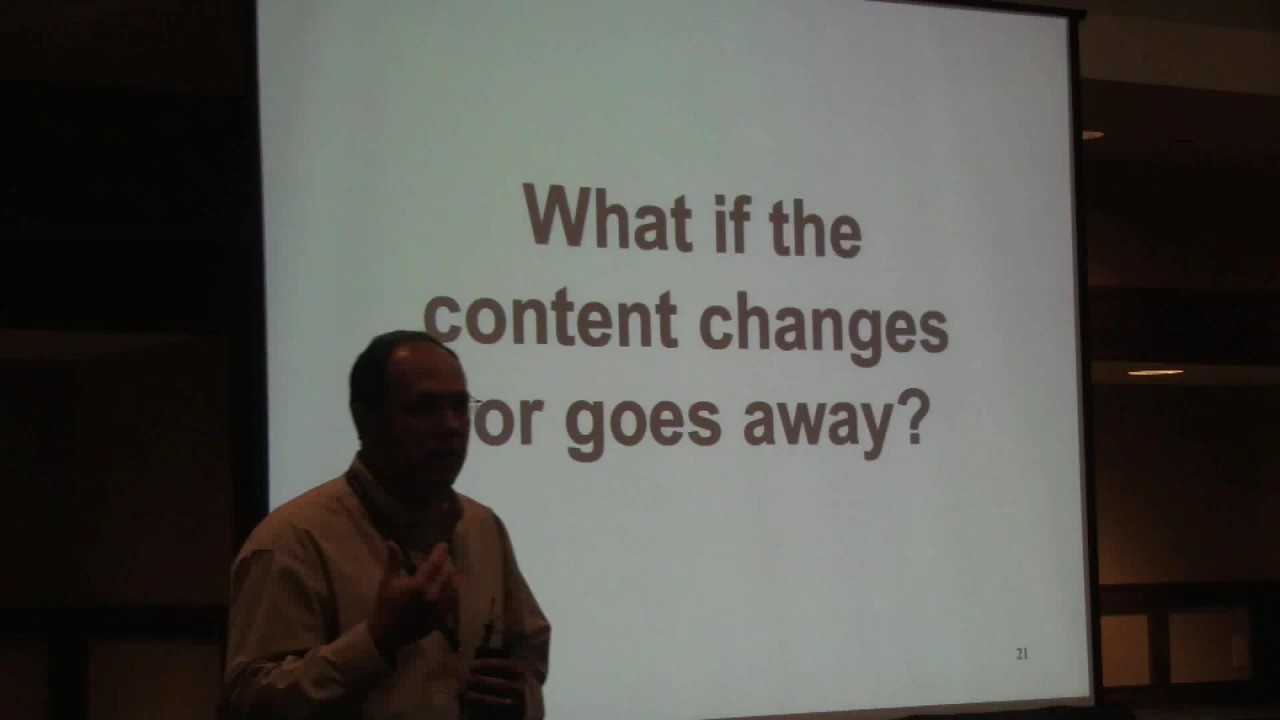 What if the
content changes
or goes away?
21